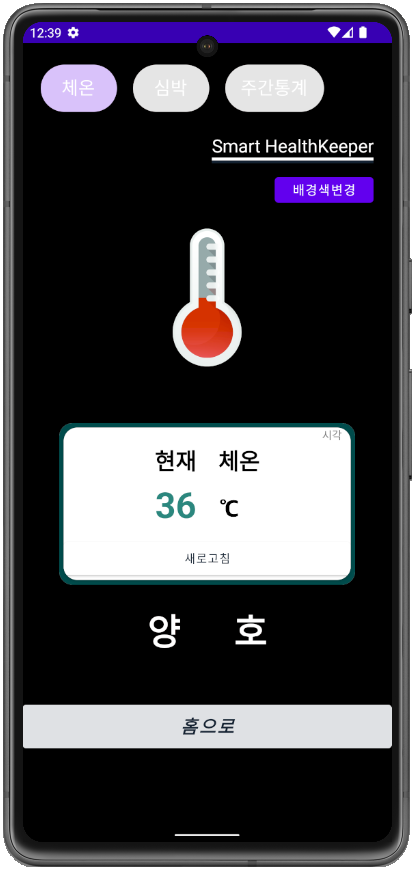 12:39
체온 심박 주간통계
Smart HealthKeeper
배경색변경
시각
현재 체온
36 ℃
새로고침
양 호
홈으로